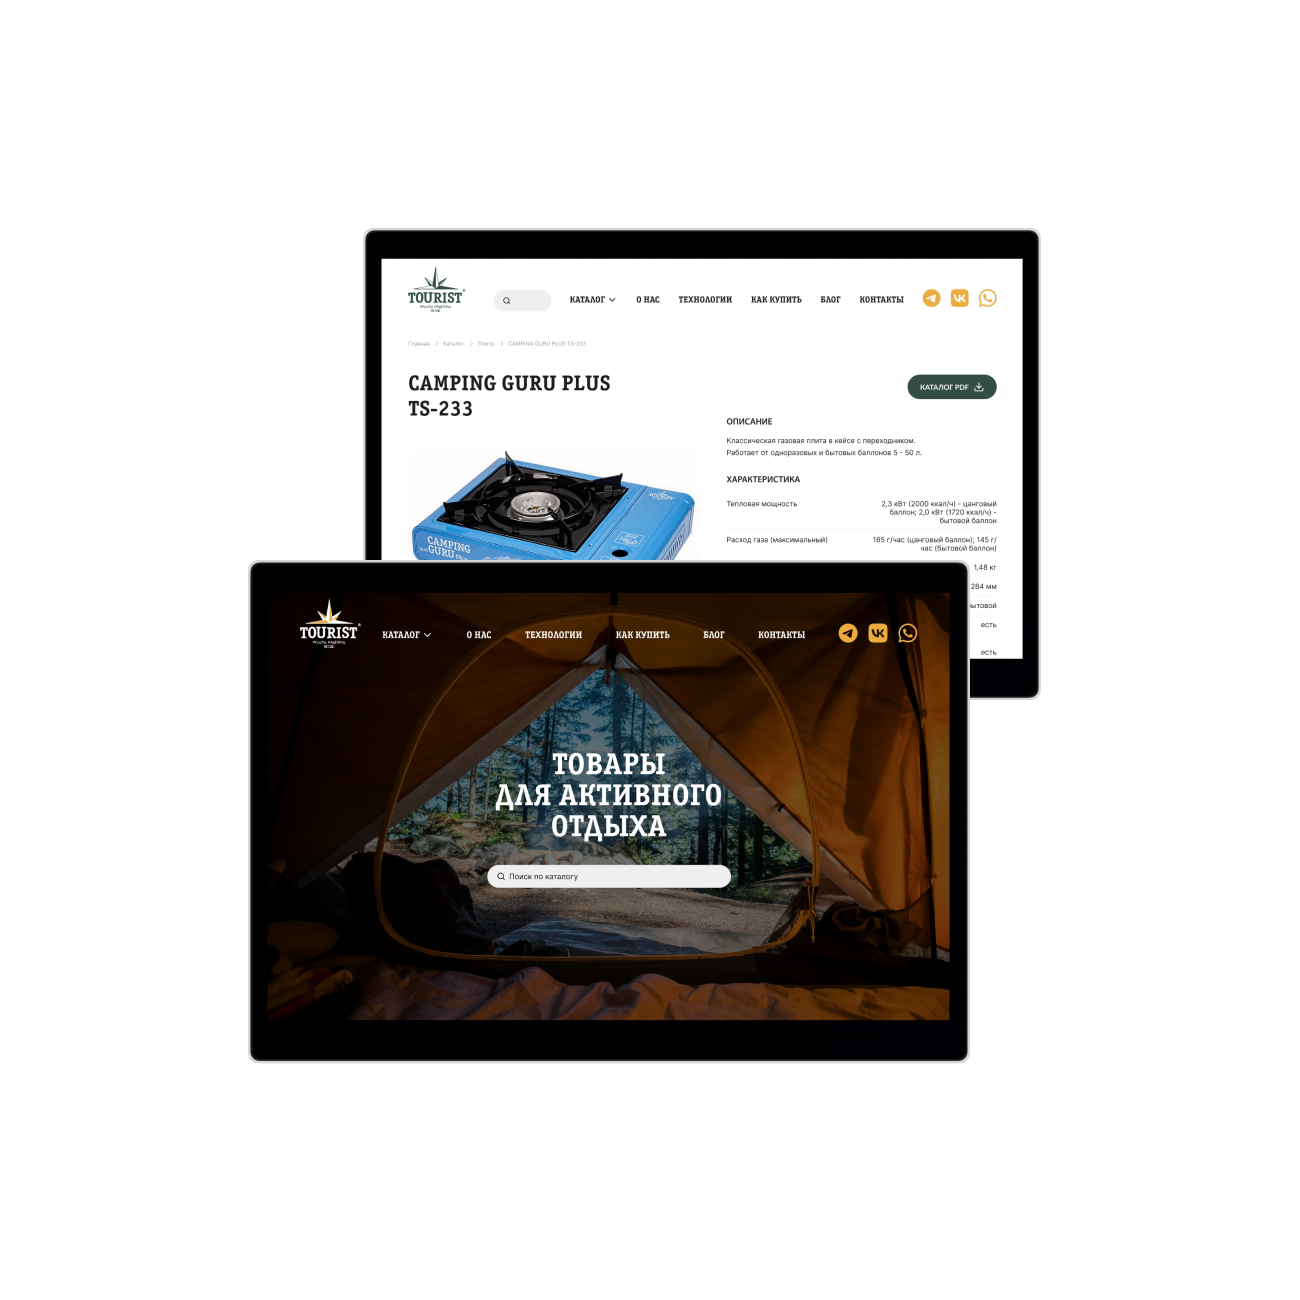 TOURIST
КАТАЛОГ
О НАС
ТЕХНОЛОГИИ
КАК КУПИТЬ
БЛОГ
КОНТАКТЫ
Главная > Каталог > Плиты > CAMPING GURU PLUS TS-233
CAMPING GURU PLUS
TS-233
КАТАЛОГ PDF
ОПИСАНИЕ
Классическая газовая плита в кейсе с переходником.
Работает от одноразовых и бытовых баллонов 5 - 50 л.
ХАРАКТЕРИСТИКА
Тепловая мощность
2,3 кВт (2000 ккал/ч) - цанговый
баллон; 2,0 кВт (1720 ккал/ч) -
бытовой баллон
Расход газа (максимальный)
165 г/час (цанговый баллон); 145 г/
час (бытовой баллон)
1,48 кг
284 мм
бытовой
есть
есть
TOURIST
CAMPING
GURU Plus
TOURIST
КАТАЛОГ
О НАС
ТЕХНОЛОГИИ
КАК КУПИТЬ
БЛОГ
КОНТАКТЫ
ТОВАРЫ
ДЛЯ АКТИВНОГО
ОТДЫХА
Поиск по каталогу